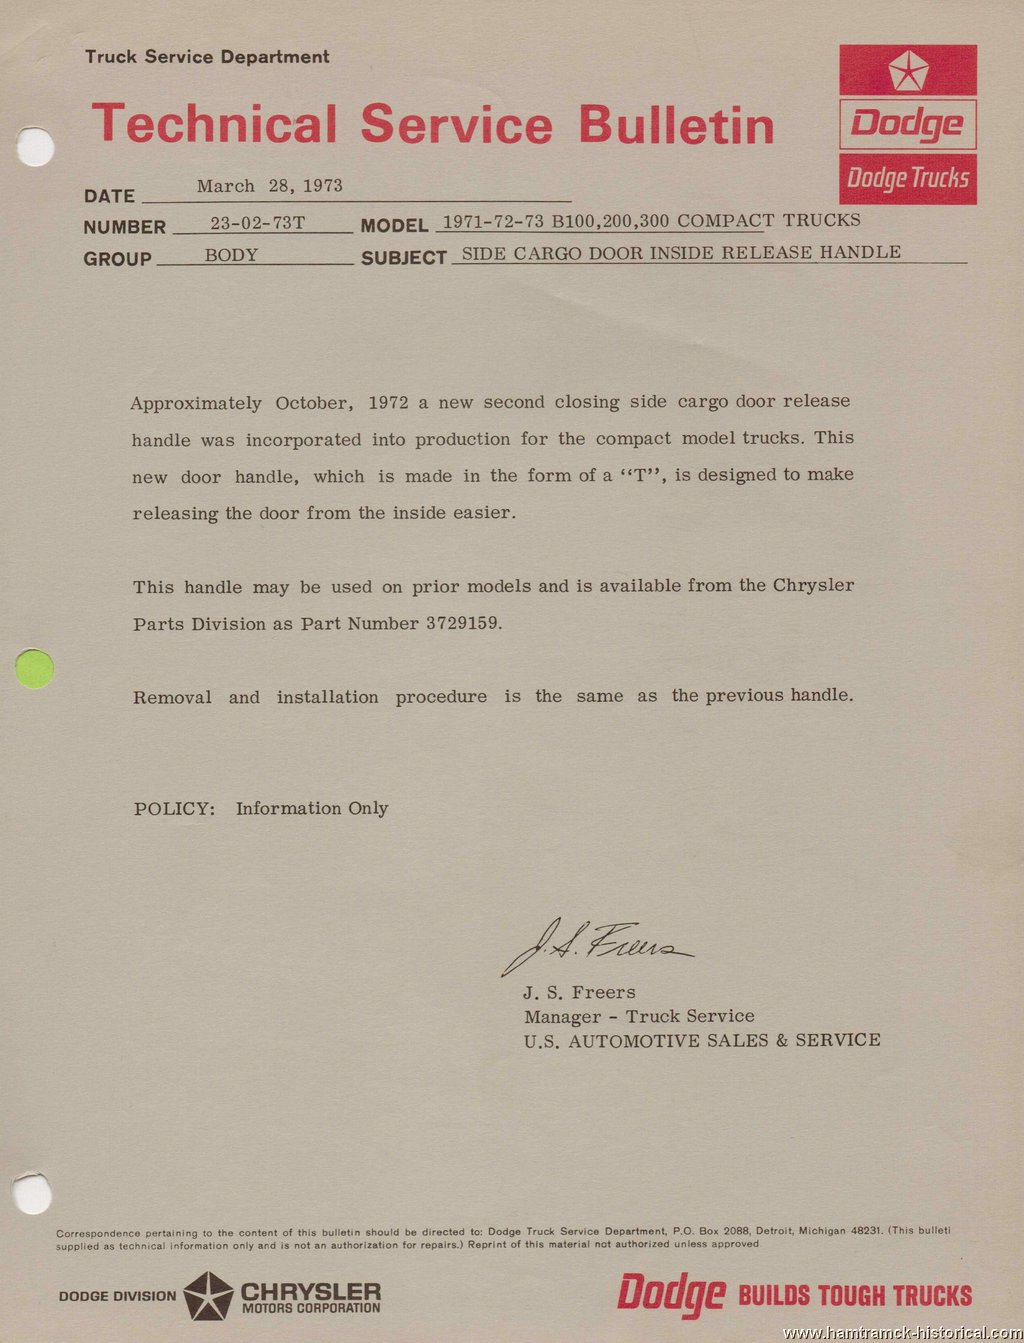 Truck Service Department
Technical Service Bulletin
Dodge
Dodge Trucks
DATE March 28, 1973
NUMBER 23-02-73T MODEL 1971-72-73 B100,200,300 COMPACT TRUCKS
GROUP BODY SUBJECT SIDE CARGO DOOR INSIDE RELEASE HANDLE
Approximately October, 1972 a new second closing side cargo door release
handle was incorporated into production for the compact model trucks. This
new door handle, which is made in the form of a “T”, is designed to make
releasing the door from the inside easier.
This handle may be used on prior models and is available from the Chrysler
Parts Division as Part Number 3729159.
Removal and installation procedure is the same as the previous handle.
POLICY: Information Only
J. S. Freers
J. S. Freers
Manager - Truck Service
U.S. AUTOMOTIVE SALES & SERVICE
Correspondence pertaining to the content of this bulletin should be directed to: Dodge Truck Service Department, P.O. Box 2088, Detroit, Michigan 48231. (This bulleti
supplied as technical information only and is not an authorization for repairs.) Reprint of this material not authorized unless approved.
DODGE DIVISION CHRYSLER
MOTORS CORPORATION
Dodge BUILDS TOUGH TRUCKS
www.hamtramck-historical.com